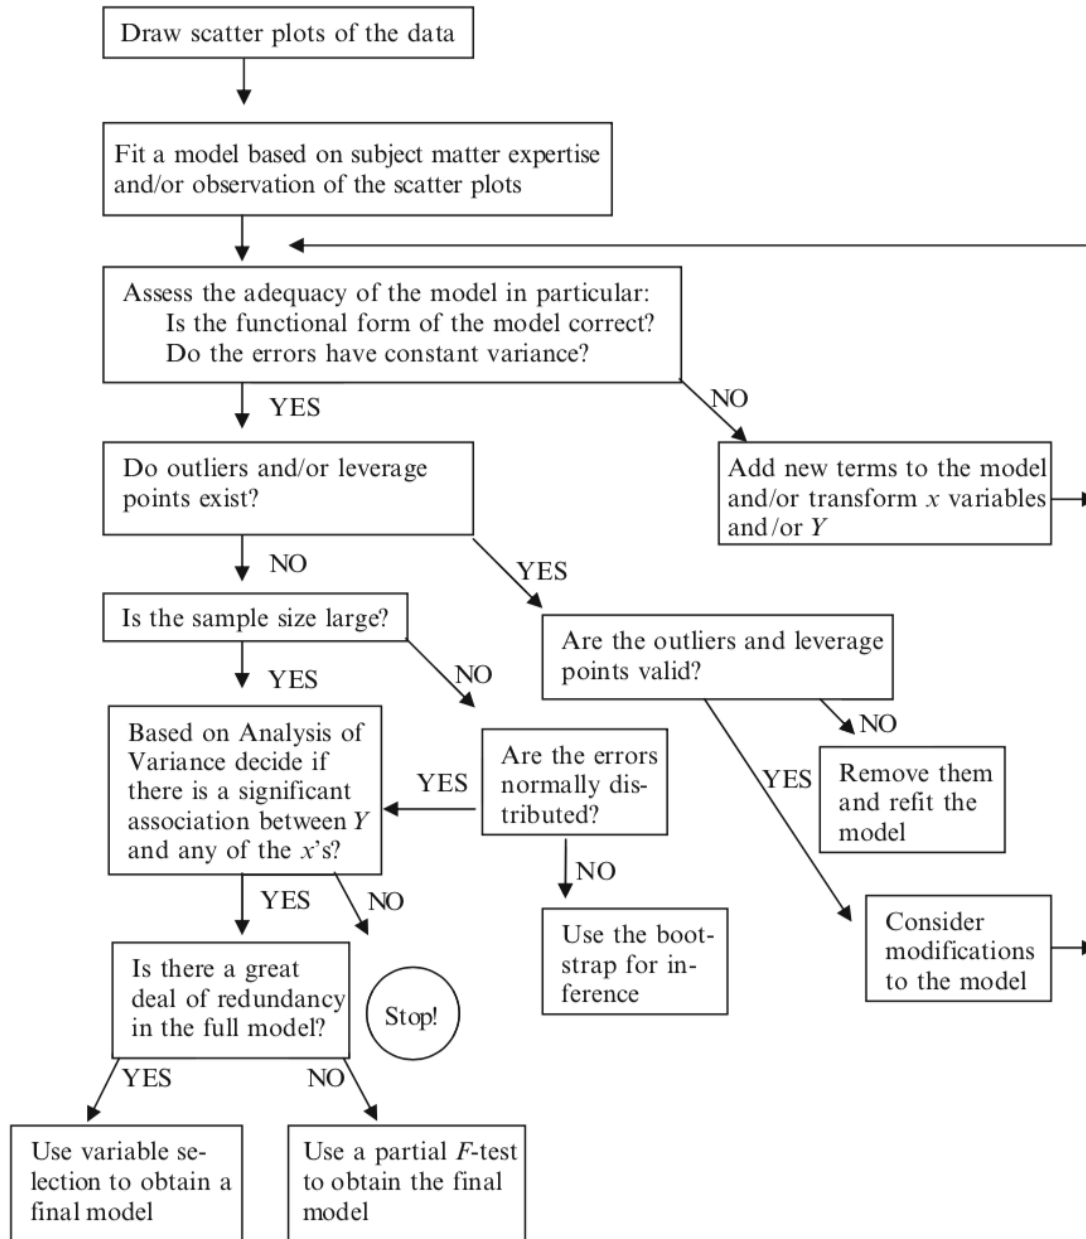 Draw scatter plots of the data
Fit a model based on subject matter expertise
and/or observation of the scatter plots
Assess the adequacy of the model in particular:
Is the functional form of the model correct?
Do the errors have constant variance?
YES
NO
Do outliers and/or leverage
points exist?
Add new terms to the model
and/or transform x variables
and/or Y
NO
YES
Is the sample size large?
Are the outliers and leverage
points valid?
YES
NO
Based on Analysis of
Variance decide if
there is a significant
association between Y
and any of the x's?
YES
Are the errors
normally dis-
tributed?
YES
NO
Remove them
and refit the
model
YES
NO
NO
Use the boot-
strap for in-
ference
Consider
modifications
to the model
Is there a great
deal of redundancy
in the full model?
Stop!
YES
NO
Use variable se-
lection to obtain a
final model
Use a partial F-test
to obtain the final
model